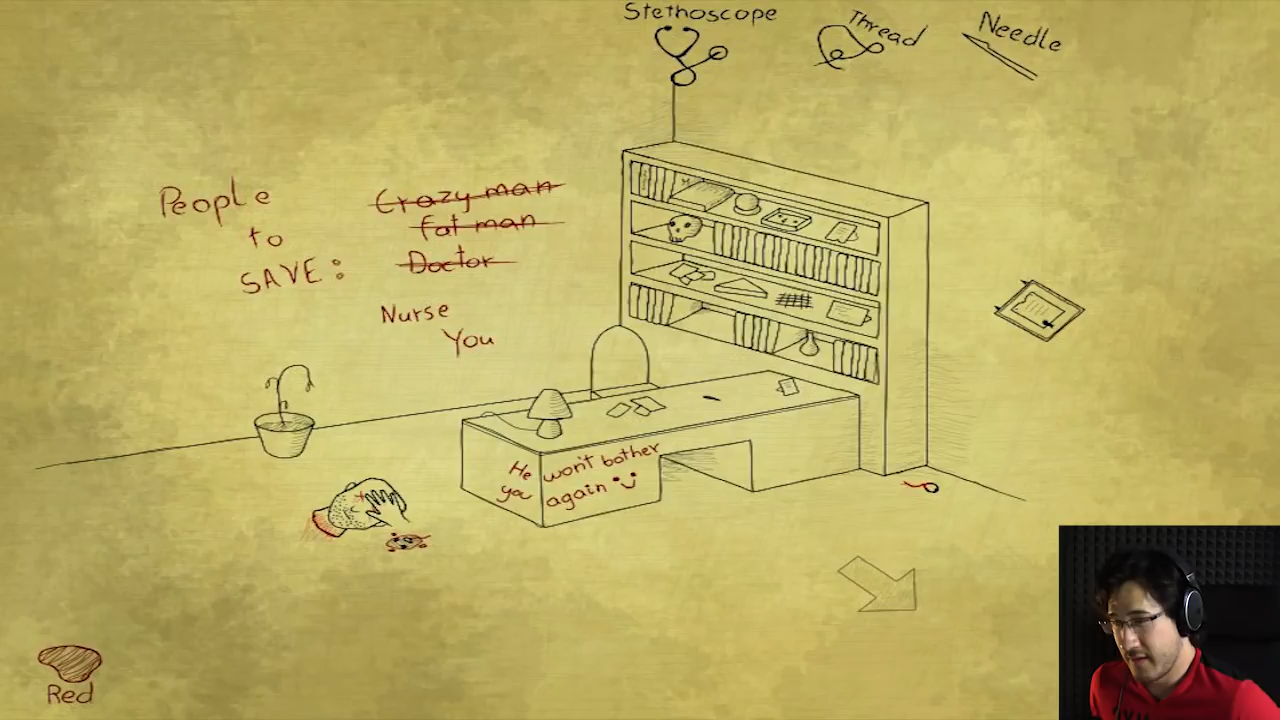 Stethoscope
Thread
Needle
People
to
SAVE:
Crazy man
fat man
Doctor
Nurse
You
He won't bother
you again
Red